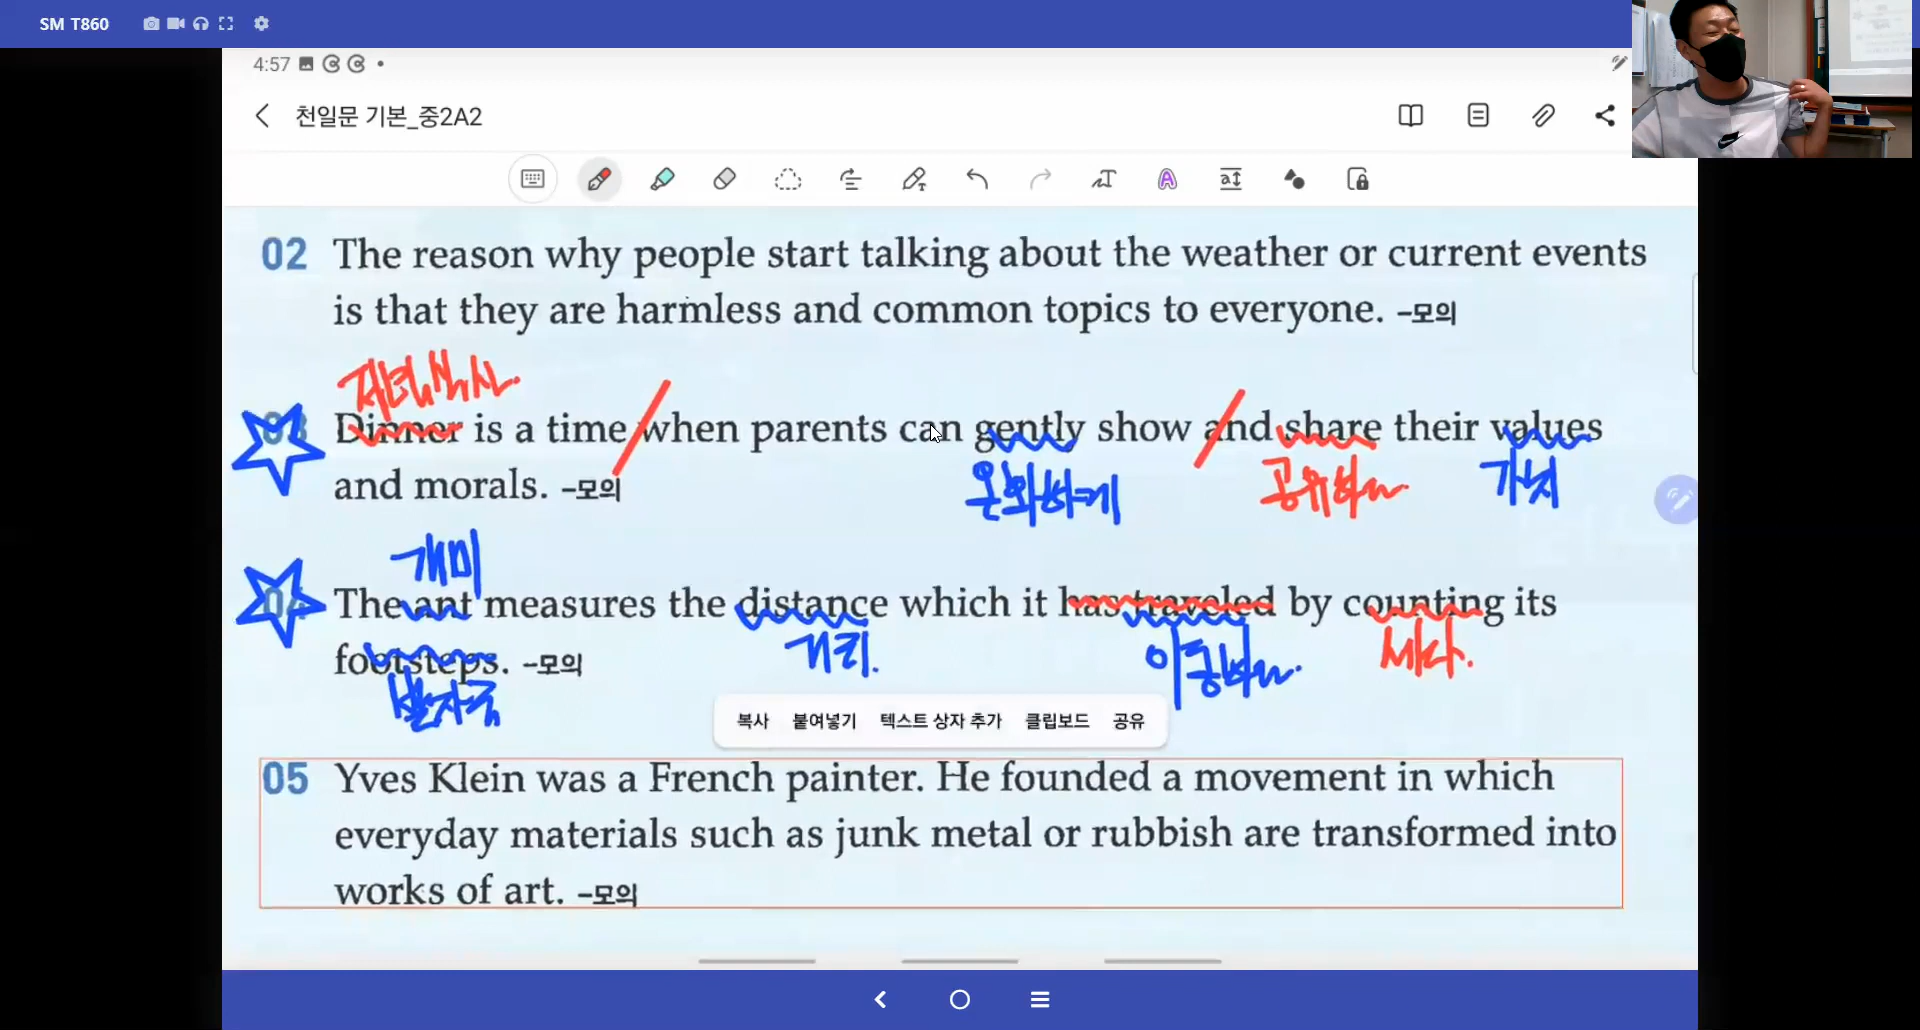 SM T860
4:57
천일문 기본_중2A2
02 The reason why people start talking about the weather or current events
is that they are harmless and common topics to everyone. –모의
저녁식사.
03 Dinner is a time when parents can gently show and share their values
온화하게 공유하다 가치
and morals. –모의
개미
04 The ant measures the distance which it has traveled by counting its
거리. 이동하다. 세다.
footsteps. –모의
발자국
복사 붙여넣기 텍스트 상자 추가 클립보드 공유
05 Yves Klein was a French painter. He founded a movement in which
everyday materials such as junk metal or rubbish are transformed into
works of art. –모의